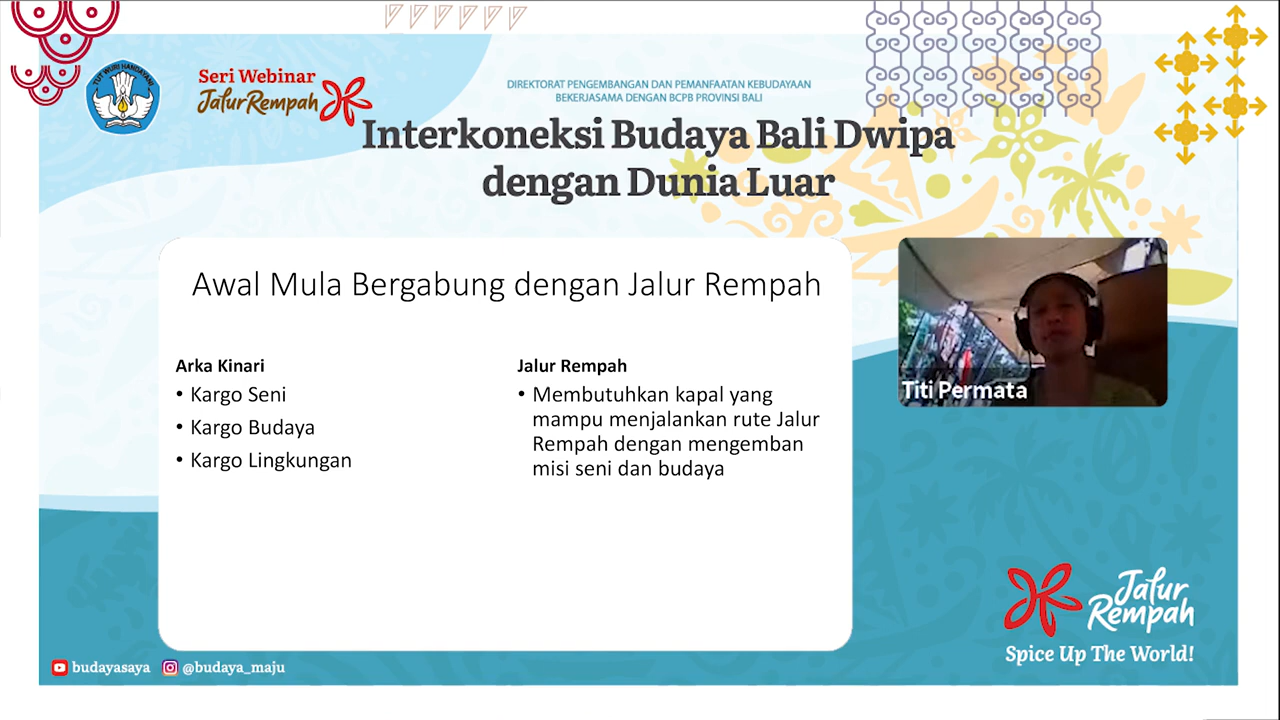 TUT WURI HANDAYANI
Seri Webinar
Jalur Rempah
DIREKTORAT PENGEMBANGAN DAN PEMANFAATAN KEBUDAYAAN
BEKERJASAMA DENGAN BCPB PROVINSI BALI
Interkoneksi Budaya Bali Dwipa
dengan Dunia Luar
Awal Mula Bergabung dengan Jalur Rempah
Arka Kinari
• Kargo Seni
• Kargo Budaya
• Kargo Lingkungan
Jalur Rempah
• Membutuhkan kapal yang
mampu menjalankan rute Jalur
Rempah dengan mengemban
misi seni dan budaya
Titi Permata
Jalur
Rempah
Spice Up The World!
budayasaya @budaya_maju